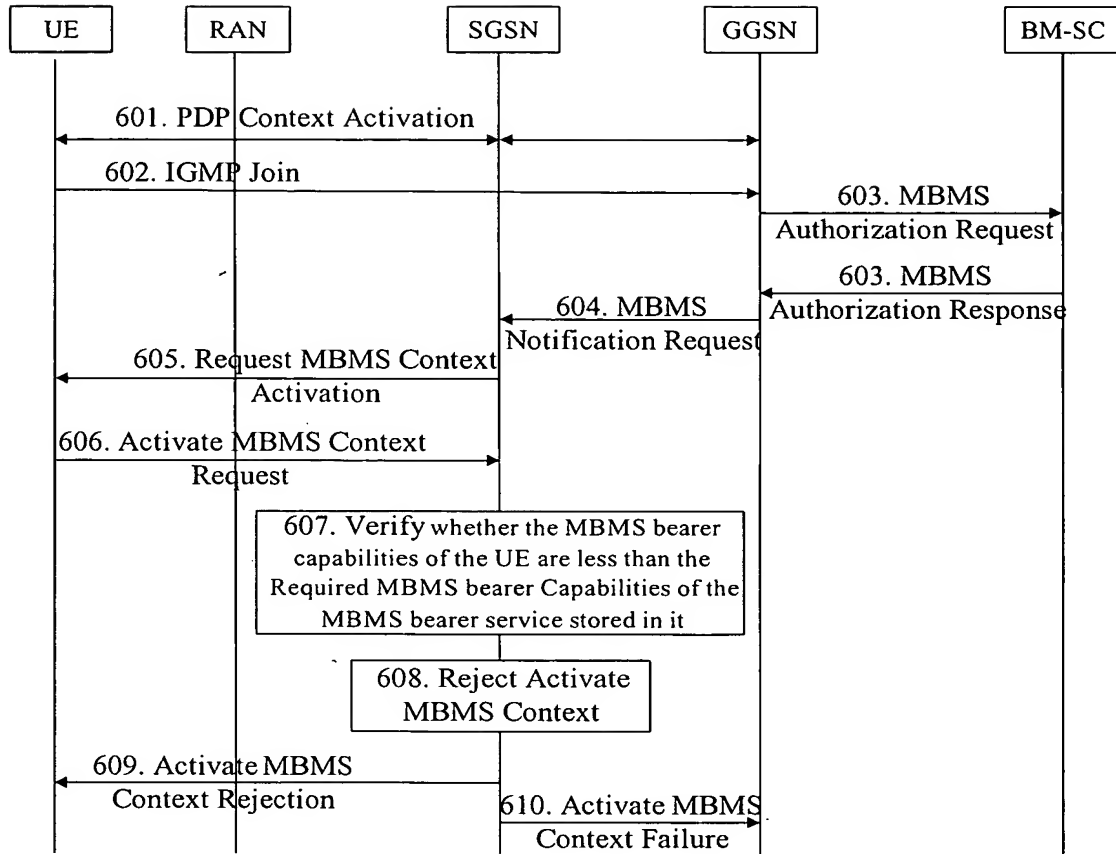 UE RAN SGSN GGSN BM-SC
601. PDP Context Activation
602. IGMP Join
603. MBMS
Authorization Request
603. MBMS
Authorization Response
604. MBMS
Notification Request
605. Request MBMS Context
Activation
606. Activate MBMS Context
Request
607. Verify whether the MBMS bearer
capabilities of the UE are less than the
Required MBMS bearer Capabilities of the
MBMS bearer service stored in it
608. Reject Activate
MBMS Context
609. Activate MBMS
Context Rejection
610. Activate MBMS
Context Failure